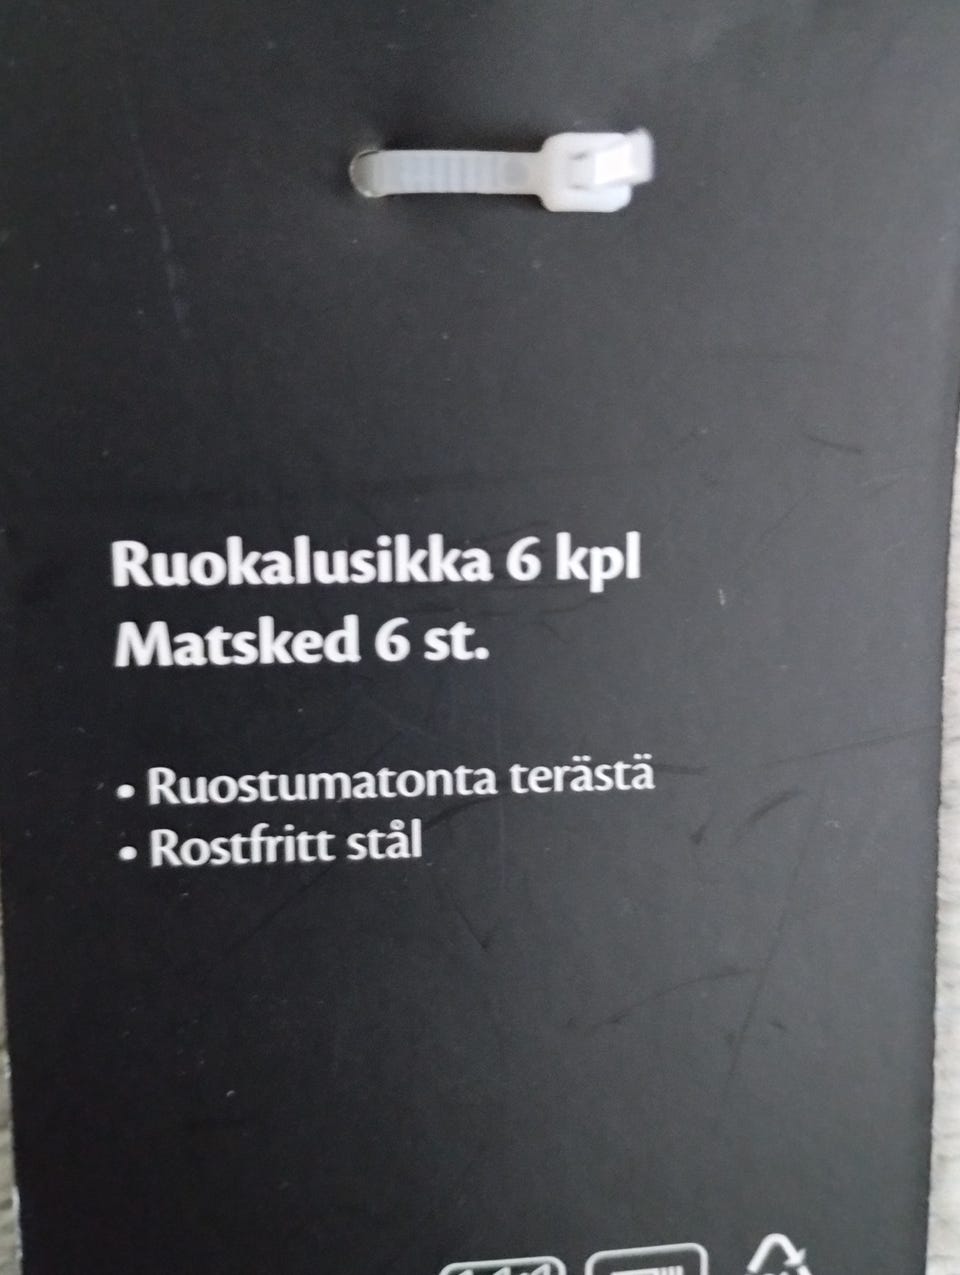 Ruokalusikka 6 kpl
Matsked 6 st.
• Ruostumatonta terästä
• Rostfritt stål